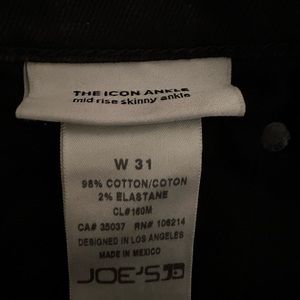 THE ICON ANKLE
mid rise skinny ankle
W 31
98% COTTON/COTON
2% ELASTANE
CL#160M
CA# 35037 RN# 106214
DESIGNED IN LOS ANGELES
MADE IN MEXICO
JOE'S